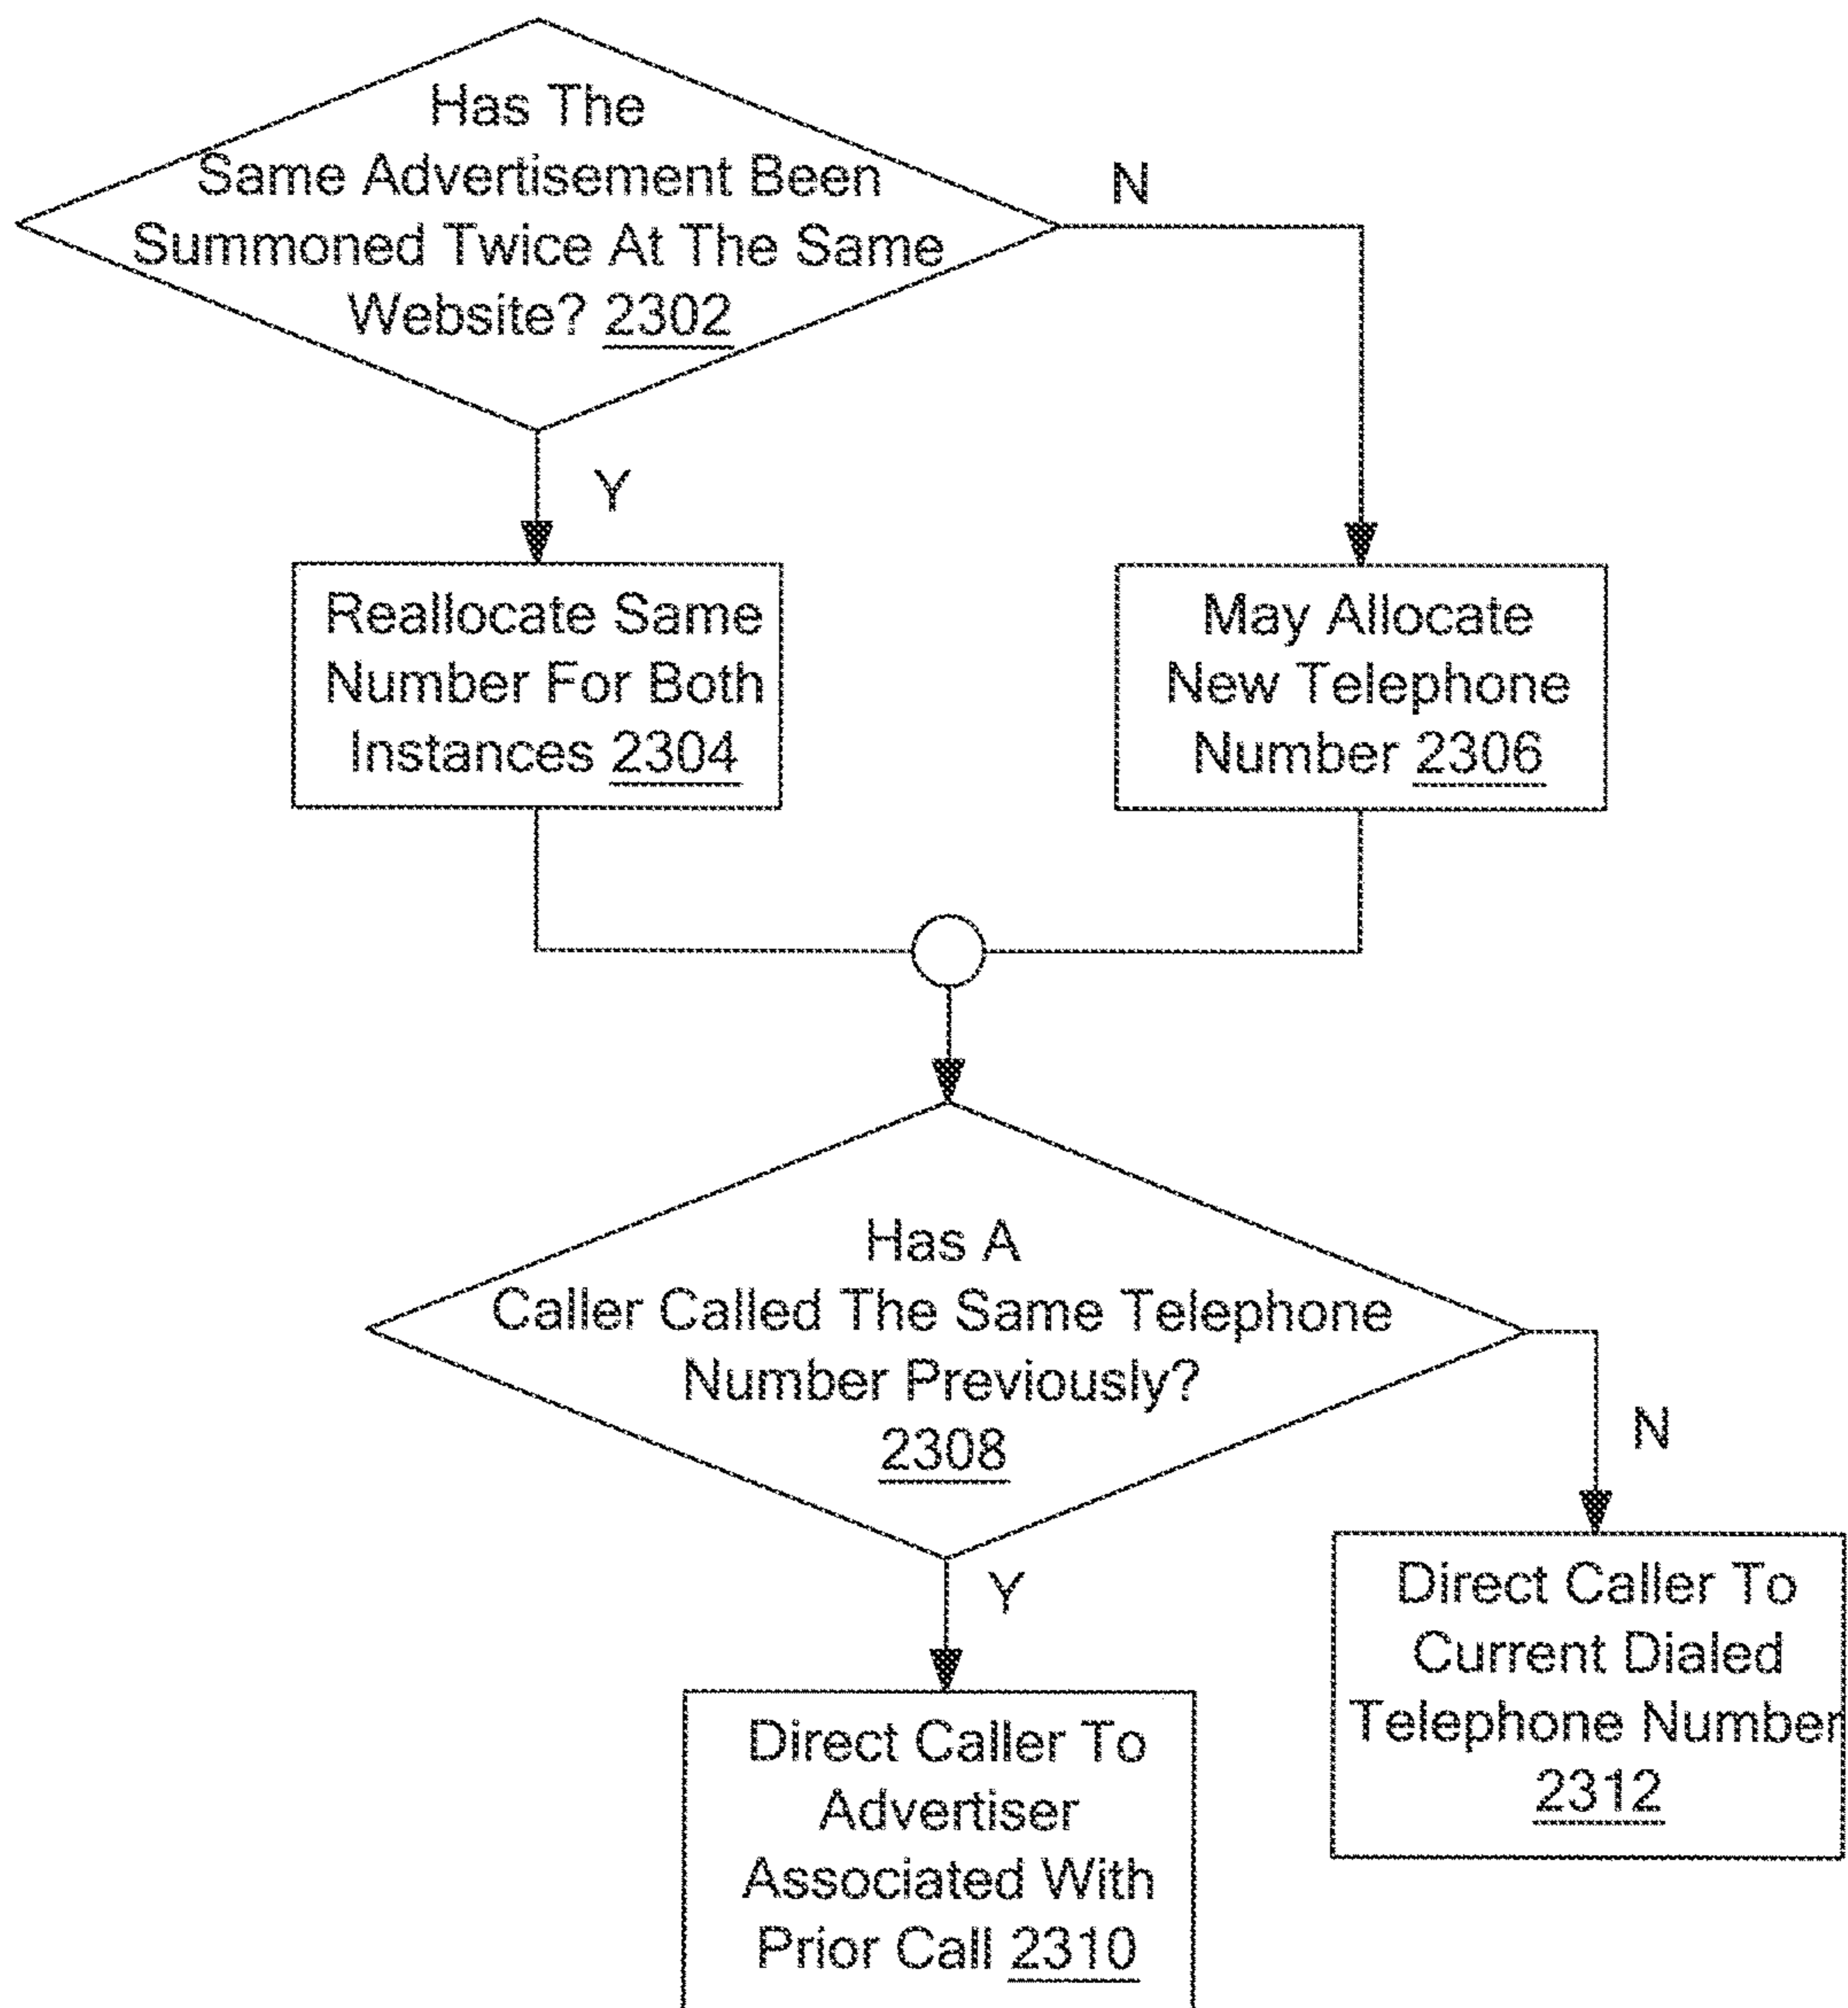 Has The
Same Advertisement Been
Summoned Twice At The Same
Website? 2302
N
Y
Reallocate Same
Number For Both
Instances 2304
May Allocate
New Telephone
Number 2306
Has A
Caller Called The Same Telephone
Number Previously?
2308
N
Y
Direct Caller To
Current Dialed
Telephone Number
2312
Direct Caller To
Advertiser
Associated With
Prior Call 2310